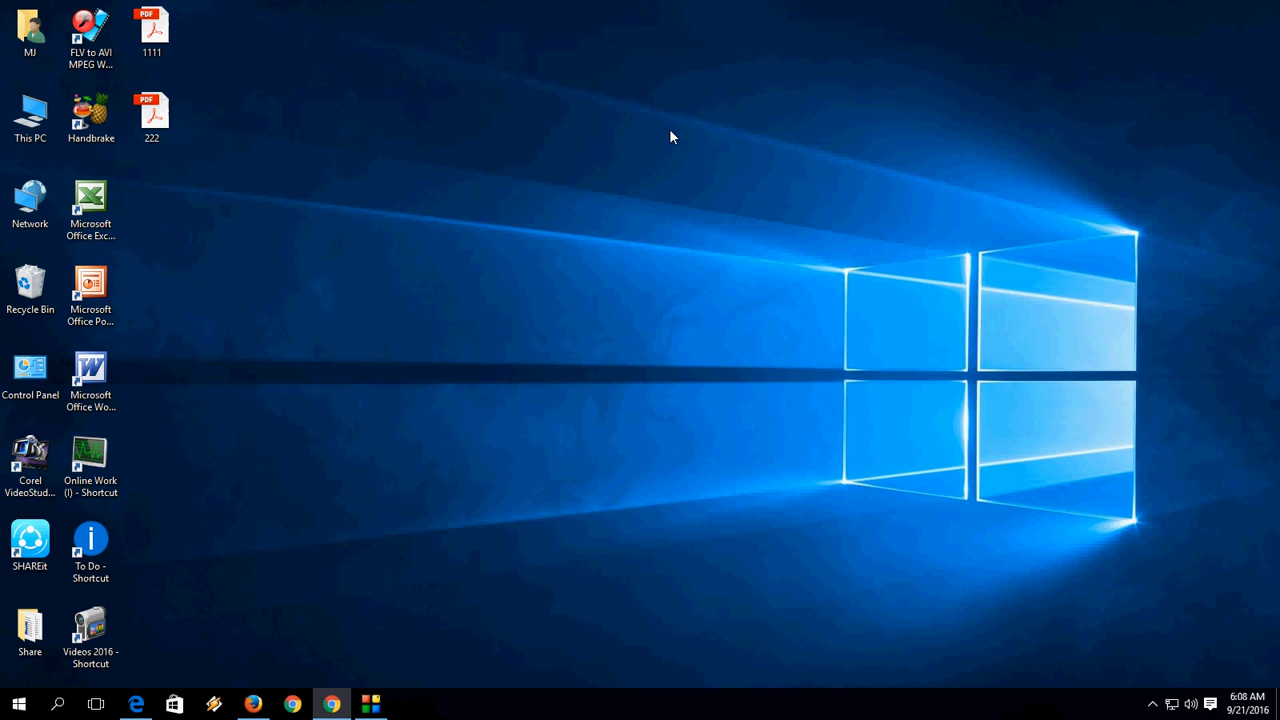 MJ
FLV to AVI
MPEG W...
PDF
1111
This PC
Handbrake
PDF
222
Network
Microsoft
Office Exc...
Recycle Bin
Microsoft
Office Po...
Control Panel
Microsoft
Office Wo...
Corel
VideoStud...
Online Work
(I) - Shortcut
SHAREit
To Do -
Shortcut
Share
Videos 2016 -
Shortcut
6:08 AM
9/21/2016